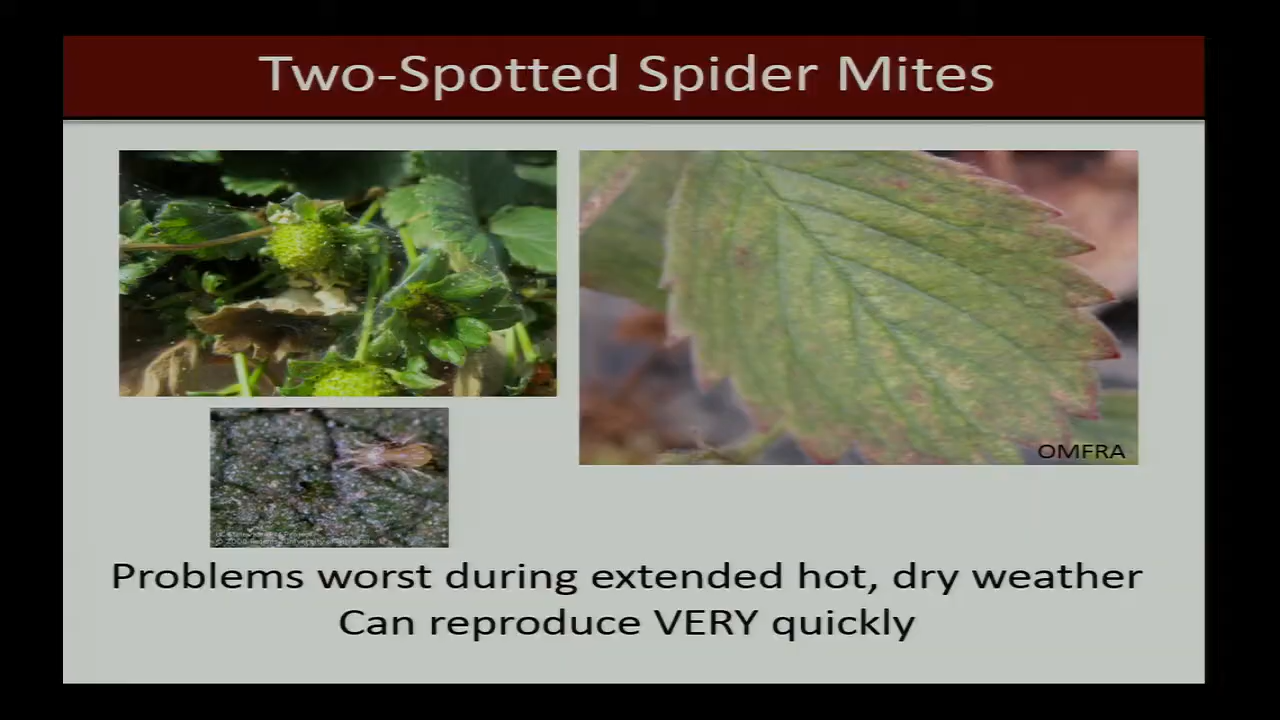 Two-Spotted Spider Mites
OMFRA
Problems worst during extended hot, dry weather
Can reproduce VERY quickly